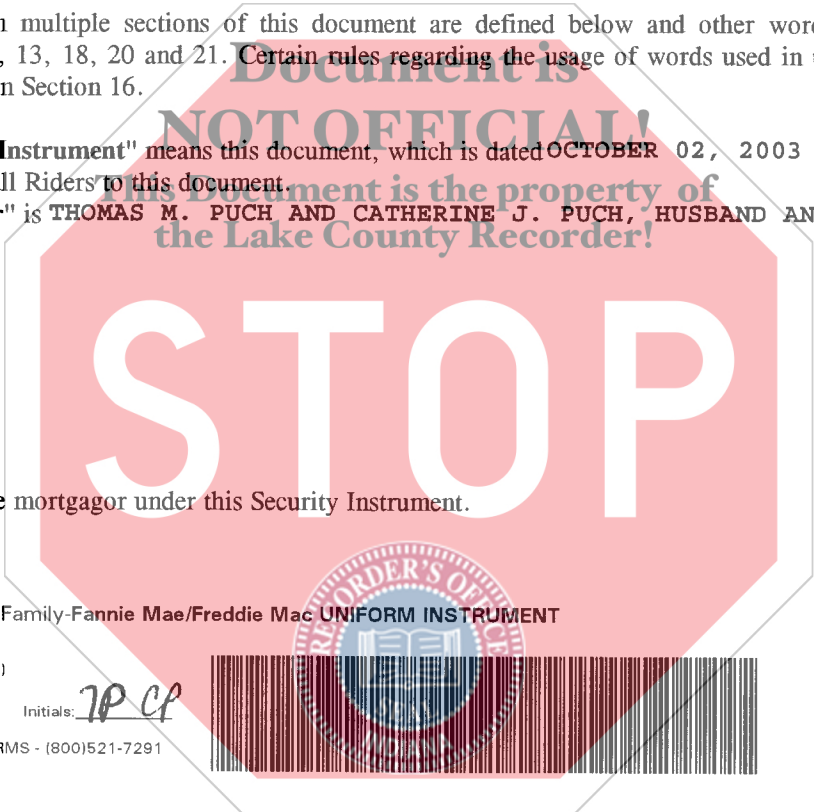 n multiple sections of this document are defined below and other word
, 13, 18, 20 and 21. Certain rules regarding the usage of words used in
n Section 16.
Document is
NOT OFFICIAL!
Instrument" means this document, which is dated OCTOBER 02, 2003
ll Riders to this document.
This Document is the property of
" is THOMAS M. PUCH AND CATHERINE J. PUCH, HUSBAND AN
the Lake County Recorder!
STOP
e mortgagor under this Security Instrument.
RECORDER'S OFFICE
Family-Fannie Mae/Freddie Mac UNIFORM INSTRUMENT
)
Initials: TP CP
SEAL
RMS - (800)521-7291
INDIANA